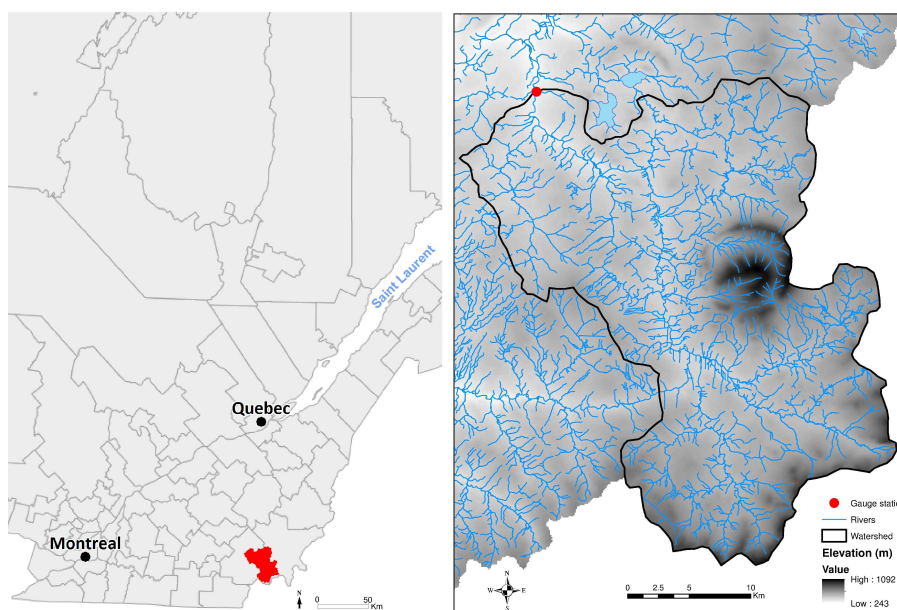 Saint Laurent
Quebec
Montreal
N
0
50
Km
N
W
E
S
0
2.5
5
10
Km
Gauge stati
Rivers
Watershed
Elevation (m)
Value
High : 1092
Low : 243